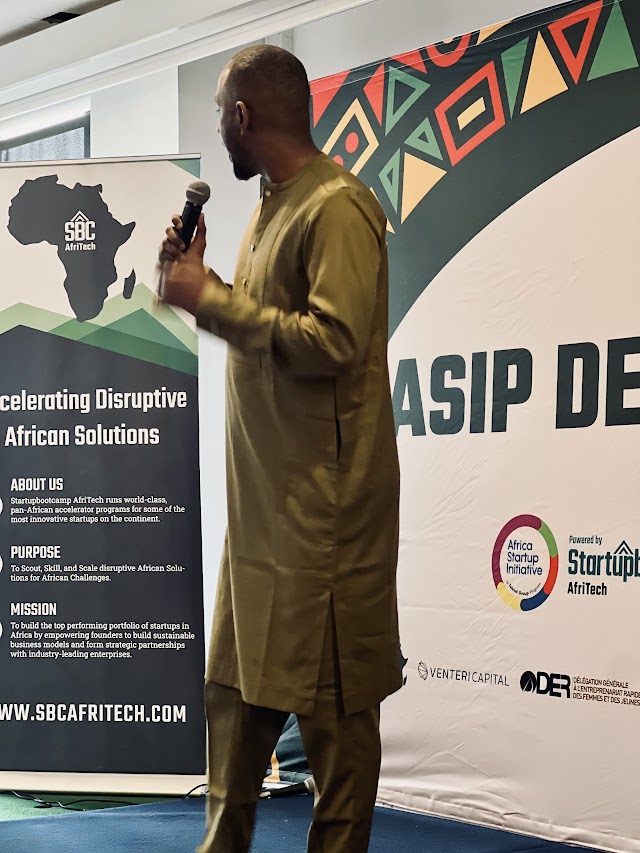 SBC
AfriTech
celerating Disruptive
African Solutions
ABOUT US
Startupbootcamp AfriTech runs world-class,
pan-African accelerator programs for some of the
most innovative startups on the continent.
PURPOSE
To Scout, Skill, and Scale disruptive African Solu-
tions for African Challenges.
MISSION
To build the top performing portfolio of startups in
Africa by empowering founders to build sustainable
business models and form strategic partnerships
with industry-leading enterprises.
WWW.SBCAFRITECH.COM
ASIP DE
Africa
Startup
Initiative
Powered by
Startupb
AfriTech
VENTERCAPITAL
DER
DÉLÉGATION GÉNÉRALE
À L'ENTREPRENARIAT RAPIDE
DES FEMMES ET DES JEUNES